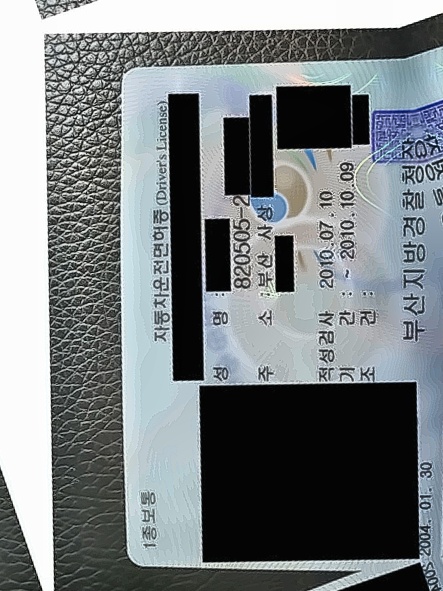 1종보통
자동차운전면허증 (Driver's License)
성 명 :
820505-2
주 소 : 부산 사상
적성검사 2010.07.10
기 간 : ~ 2010.10.09
조 건 :
부산지방경찰청장
2004. 01. 30